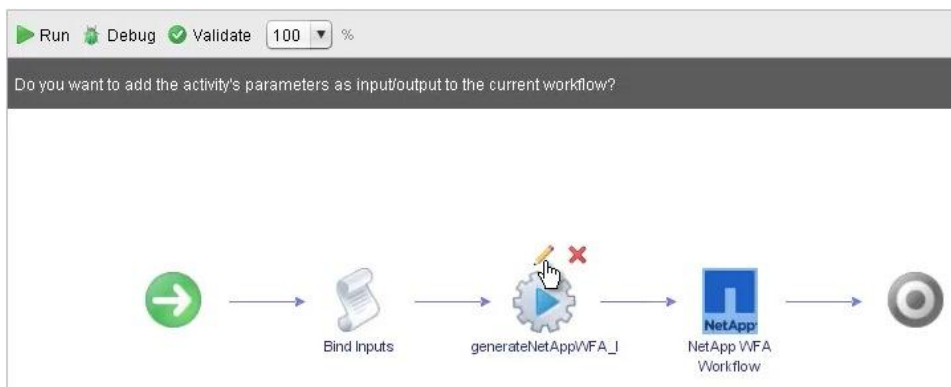 Run Debug Validate 100 %
Do you want to add the activity's parameters as input/output to the current workflow?
NetApp
Bind Inputs generateNetAppWFA_I NetApp WFA
Workflow